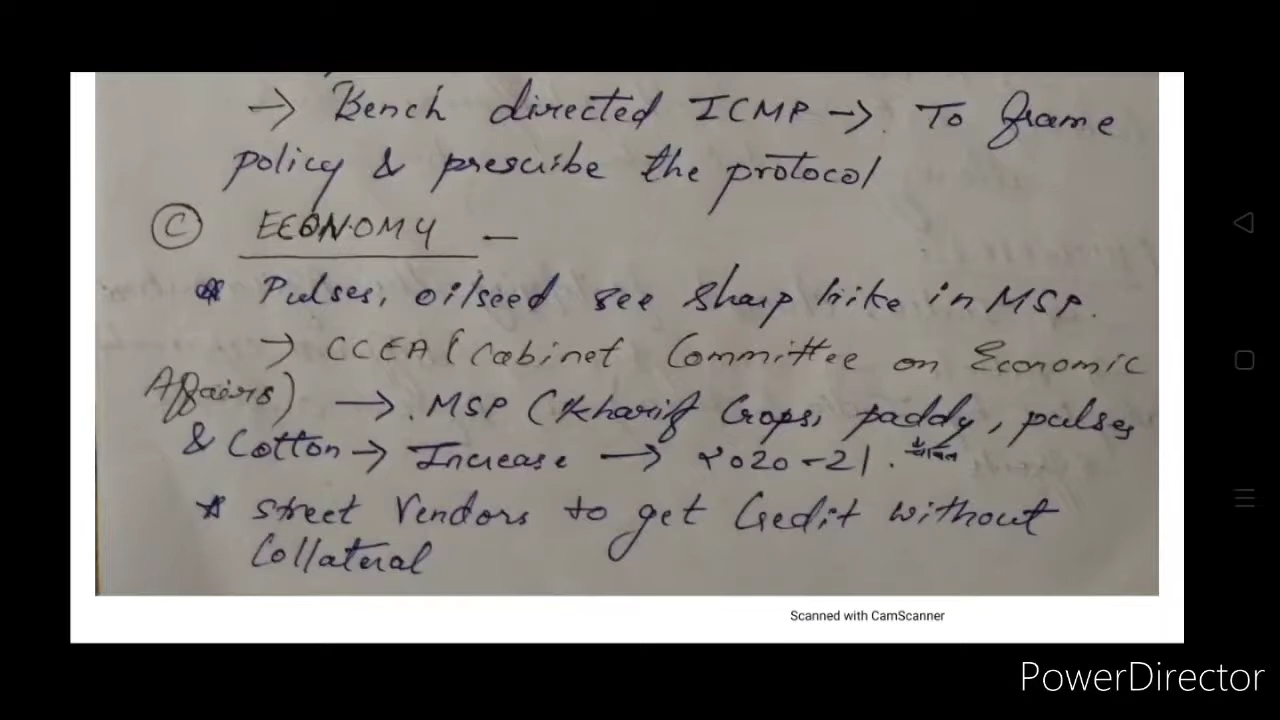 → Bench directed ICMP → To frame
policy & prescribe the protocol
Ⓒ ECONOMY —
* Pulses, oilseed see sharp hike in MSP.
→ CCEA (Cabinet Committee on Economic
Affairs) → MSP (Kharif Crops, paddy, pulses
& Cotton → Increase → 2020-21.
* Street Vendors to get Credit without
Collateral
Scanned with CamScanner
PowerDirector